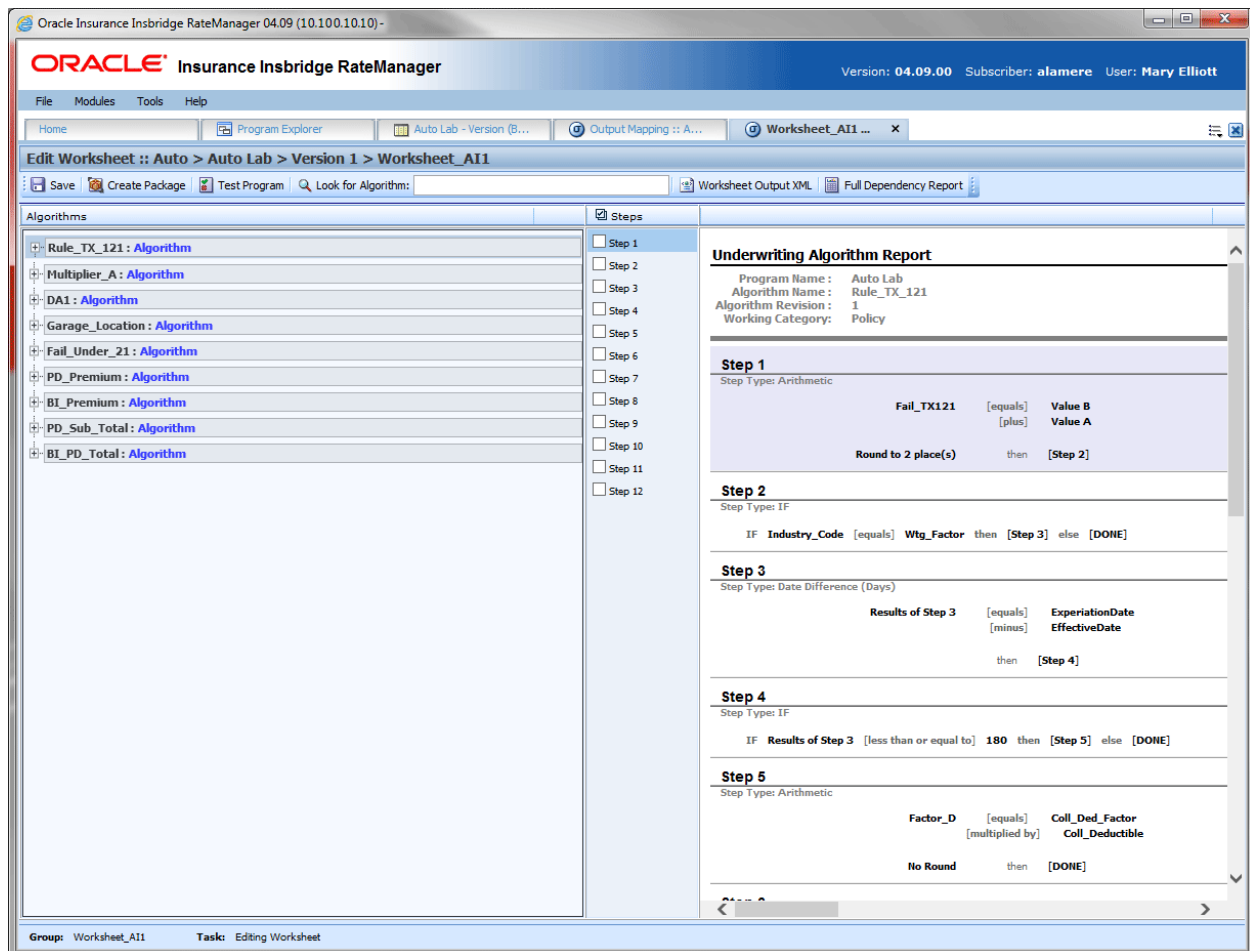 Oracle Insurance Insbridge RateManager 04.09 (10.100.10.10)-
ORACLE Insurance Insbridge RateManager
Version: 04.09.00 Subscriber: alamere User: Mary Elliott
File Modules Tools Help
Home Program Explorer Auto Lab - Version (B... Output Mapping :: A... Worksheet_AI1 ...
Edit Worksheet :: Auto > Auto Lab > Version 1 > Worksheet_AI1
Save Create Package Test Program Look for Algorithm: Worksheet Output XML Full Dependency Report
Algorithms
Rule_TX_121 : Algorithm
Multiplier_A : Algorithm
DA1 : Algorithm
Garage_Location : Algorithm
Fail_Under_21 : Algorithm
PD_Premium : Algorithm
BI_Premium : Algorithm
PD_Sub_Total : Algorithm
BI_PD_Total : Algorithm
Steps
Step 1
Step 2
Step 3
Step 4
Step 5
Step 6
Step 7
Step 8
Step 9
Step 10
Step 11
Step 12
Underwriting Algorithm Report
Program Name : Auto Lab
Algorithm Name : Rule_TX_121
Algorithm Revision : 1
Working Category: Policy
Step 1
Step Type: Arithmetic
Fail_TX121 [equals] Value B
[plus] Value A
Round to 2 place(s) then [Step 2]
Step 2
Step Type: IF
IF Industry_Code [equals] Wtg_Factor then [Step 3] else [DONE]
Step 3
Step Type: Date Difference (Days)
Results of Step 3 [equals] ExperiationDate
[minus] EffectiveDate
then [Step 4]
Step 4
Step Type: IF
IF Results of Step 3 [less than or equal to] 180 then [Step 5] else [DONE]
Step 5
Step Type: Arithmetic
Factor_D [equals] Coll_Ded_Factor
[multiplied by] Coll_Deductible
No Round then [DONE]
Group: Worksheet_AI1 Task: Editing Worksheet